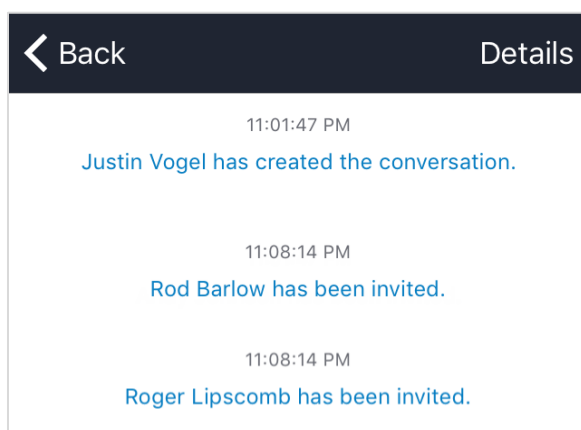 Back
Details
11:01:47 PM
Justin Vogel has created the conversation.
11:08:14 PM
Rod Barlow has been invited.
11:08:14 PM
Roger Lipscomb has been invited.